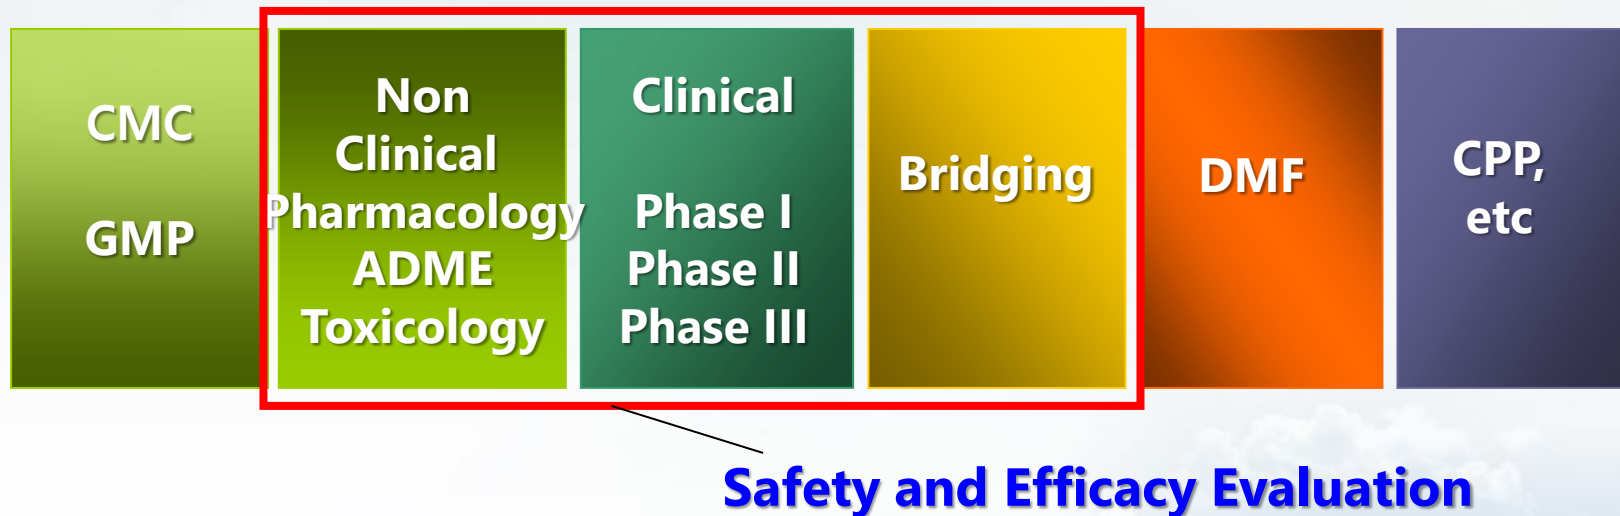 CMC
GMP
Non
Clinical
Pharmacology
ADME
Toxicology
Clinical
Phase I
Phase II
Phase III
Bridging
DMF
CPP,
etc
Safety and Efficacy Evaluation